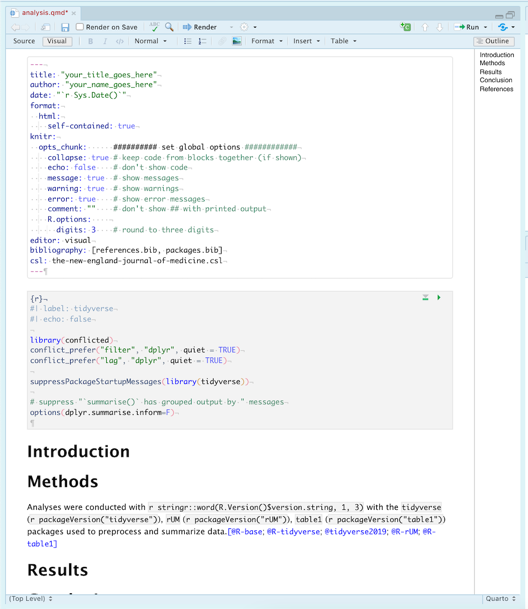 analysis.qmd* ×
Render on Save ABC Render Run
Source Visual B I Normal Format Insert Table Outline
---
title: "your_title_goes_here"
author: "your_name_goes_here"
date: "`r Sys.Date()`"
format:
html:
self-contained: true
knitr:
opts_chunk: ########## set global options ############
collapse: true # keep code from blocks together (if shown)
echo: false # don't show code
message: true # show messages
warning: true # show warnings
error: true # show error messages
comment: "" # don't show ## with printed output
R.options:
digits: 3 # round to three digits
editor: visual
bibliography: [references.bib, packages.bib]
csl: the-new-england-journal-of-medicine.csl
---
{r}
#| label: tidyverse
#| echo: false
library(conflicted)
conflict_prefer("filter", "dplyr", quiet = TRUE)
conflict_prefer("lag", "dplyr", quiet = TRUE)
suppressPackageStartupMessages(library(tidyverse))
# suppress "`summarise()` has grouped output by " messages
options(dplyr.summarise.inform=F)
Introduction
Methods
Analyses were conducted with r stringr::word(R.Version()$version.string, 1, 3) with the tidyverse
(r packageVersion("tidyverse")), rUM (r packageVersion("rUM")), table1 (r packageVersion("table1"))
packages used to preprocess and summarize data.[@R-base; @R-tidyverse; @tidyverse2019; @R-rUM; @R-
table1]
Results
Introduction
Methods
Results
Conclusion
References
(Top Level) Quarto